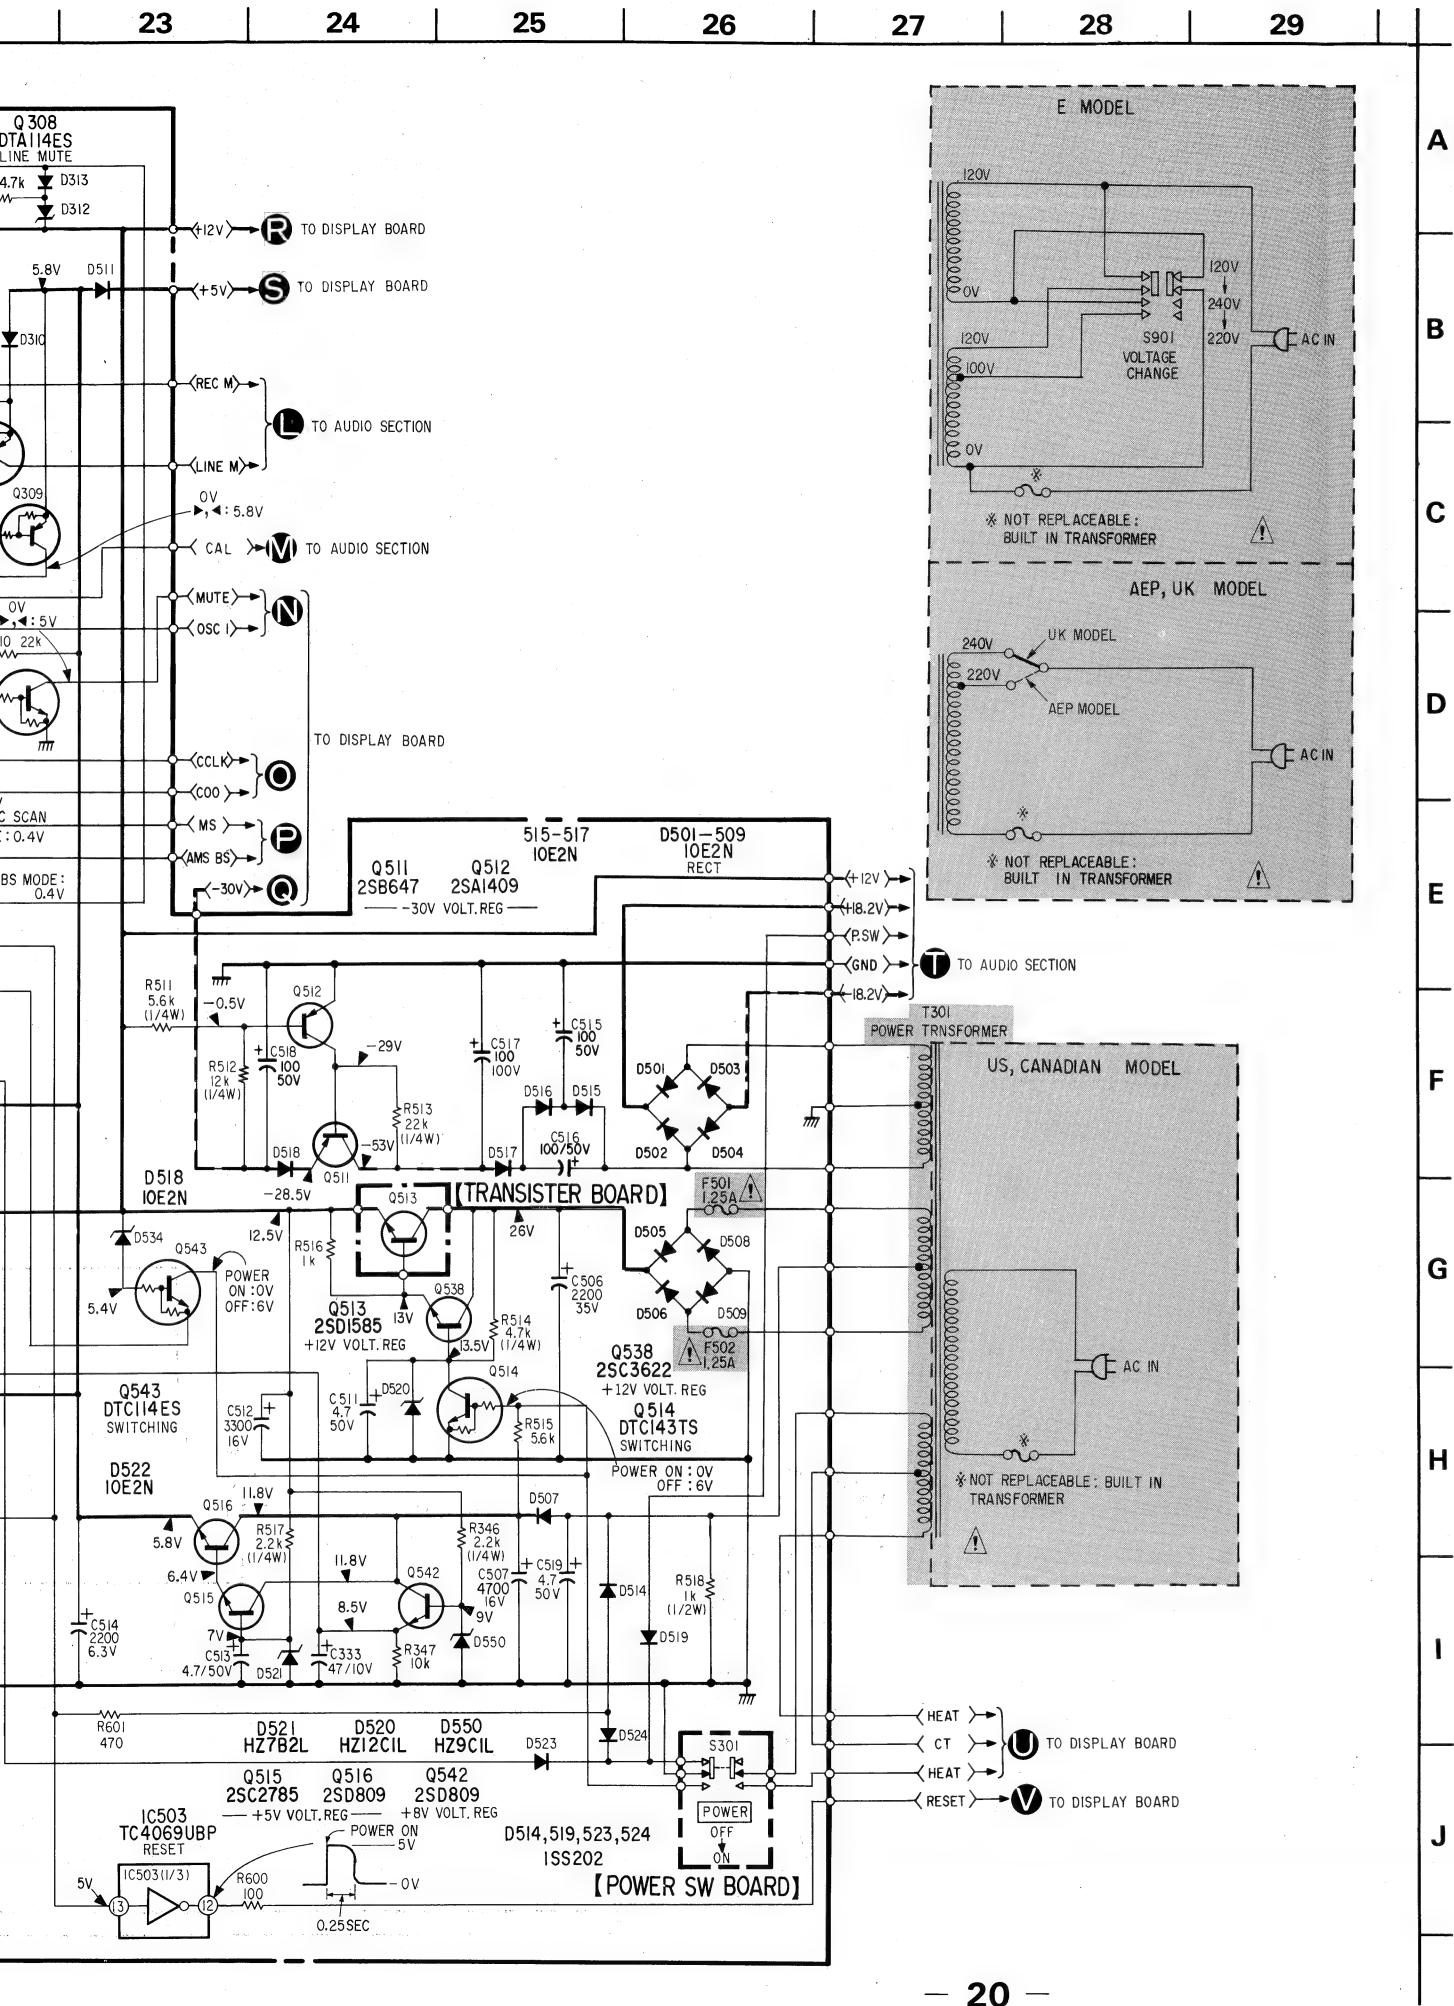 23 24 25 26 27 28 29
A
B
C
D
E
F
G
H
I
J
Q308
DTA114ES
LINE MUTE
4.7k
D313
D312
+12V
R TO DISPLAY BOARD
5.8V
D511
+5V
S TO DISPLAY BOARD
D310
REC M
L TO AUDIO SECTION
LINE M
Q309
0V
▶,◀:5.8V
CAL
M TO AUDIO SECTION
0V
▶,◀:5V
22k
MUTE
N
OSC 1
TO DISPLAY BOARD
CCLK
O
COO
C SCAN
:0.4V
MS
P
AMS BS
BS MODE:
0.4V
-30V
Q
E MODEL
120V
0V
120V
100V
0V
S901
VOLTAGE
CHANGE
120V
240V
220V
AC IN
※
※ NOT REPLACEABLE:
BUILT IN TRANSFORMER
AEP, UK MODEL
240V
220V
UK MODEL
AEP MODEL
AC IN
※
※ NOT REPLACEABLE:
BUILT IN TRANSFORMER
515-517
10E2N
D501-509
10E2N
RECT
Q511
2SB647
Q512
2SA1409
-30V VOLT.REG
+12V
+18.2V
P.SW
GND
-18.2V
T TO AUDIO SECTION
T301
POWER TRNSFORMER
US, CANADIAN MODEL
R511
5.6k
(1/4W)
-0.5V
Q512
R512
12k
(1/4W)
C518
100
50V
-29V
R513
22k
(1/4W)
C517
100
100V
C515
100
50V
D516
D515
C516
100/50V
D501
D503
D502
D504
-53V
D518
Q511
D517
-28.5V
D518
10E2N
Q513
【TRANSISTER BOARD】
F501
1.25A
D534
12.5V
R516
1k
26V
Q543
POWER
ON :0V
OFF:6V
5.4V
Q513
2SD1585
+12V VOLT.REG
13V
Q538
R514
4.7k
(1/4W)
13.5V
C506
2200
35V
D505
D508
D506
D509
F502
1.25A
Q538
2SC3622
+12V VOLT.REG
Q514
D520
C511
4.7
50V
Q543
DTC114ES
SWITCHING
C512
3300
16V
R515
5.6k
Q514
DTC143TS
SWITCHING
POWER ON : 0V
OFF :6V
AC IN
※
※NOT REPLACEABLE: BUILT IN
TRANSFORMER
D522
10E2N
11.8V
Q516
5.8V
R517
2.2k
(1/4W)
D507
R346
2.2k
(1/4W)
6.4V
11.8V
Q542
C507
4700
16V
C519
4.7
50V
D514
R518
1k
(1/2W)
Q515
8.5V
9V
D550
D519
C514
2200
6.3V
7V
C513
4.7/50V
D521
C333
47/10V
R347
10k
R601
470
D521
HZ7B2L
D520
HZ12C1L
D550
HZ9C1L
D523
D524
S301
HEAT
CT
HEAT
U TO DISPLAY BOARD
RESET
V TO DISPLAY BOARD
Q515
2SC2785
Q516
2SD809
Q542
2SD809
+5V VOLT.REG
+8V VOLT.REG
IC503
TC4069UBP
RESET
POWER ON
5V
0V
0.25SEC
D514,519,523,524
1SS202
POWER
OFF
ON
【POWER SW BOARD】
5V
IC503(1/3)
13
12
R600
100
— 20 —